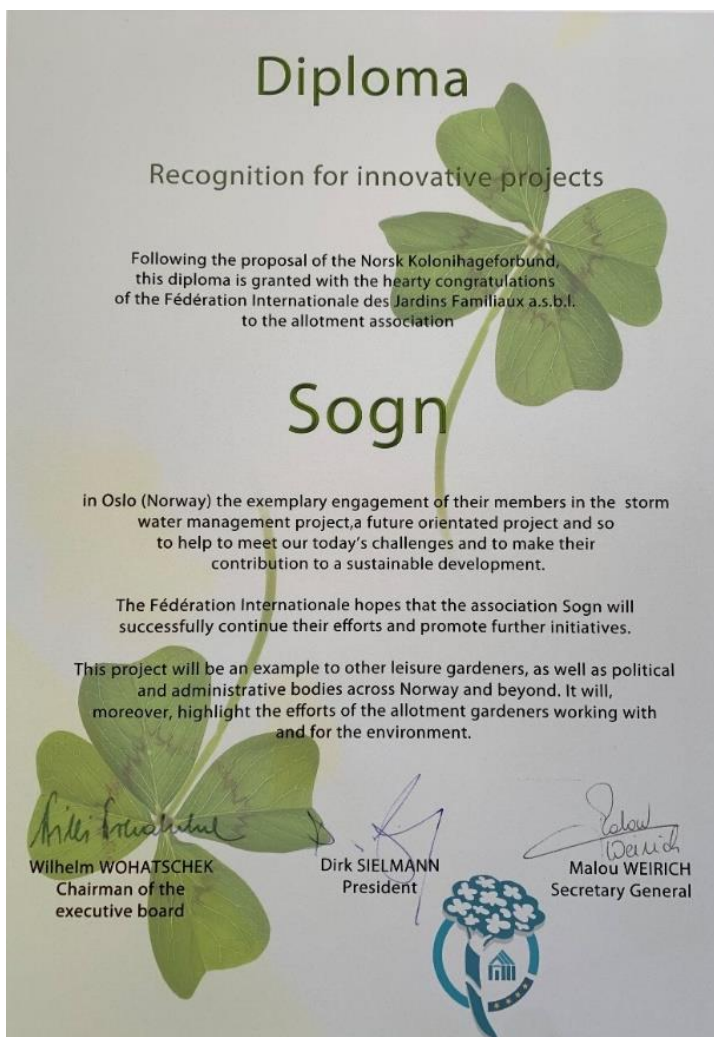 Diploma
Recognition for innovative projects
Following the proposal of the Norsk Kolonihageforbund,
this diploma is granted with the hearty congratulations
of the Fédération Internationale des Jardins Familiaux a.s.b.l.
to the allotment association
Sogn
in Oslo (Norway) the exemplary engagement of their members in the storm
water management project,a future orientated project and so
to help to meet our today's challenges and to make their
contribution to a sustainable development.
The Fédération Internationale hopes that the association Sogn will
successfully continue their efforts and promote further initiatives.
This project will be an example to other leisure gardeners, as well as political
and administrative bodies across Norway and beyond. It will,
moreover, highlight the efforts of the allotment gardeners working with
and for the environment.
Malou
Weirich
Wilhelm WOHATSCHEK
Chairman of the
executive board
Dirk SIELMANN
President
Malou WEIRICH
Secretary General